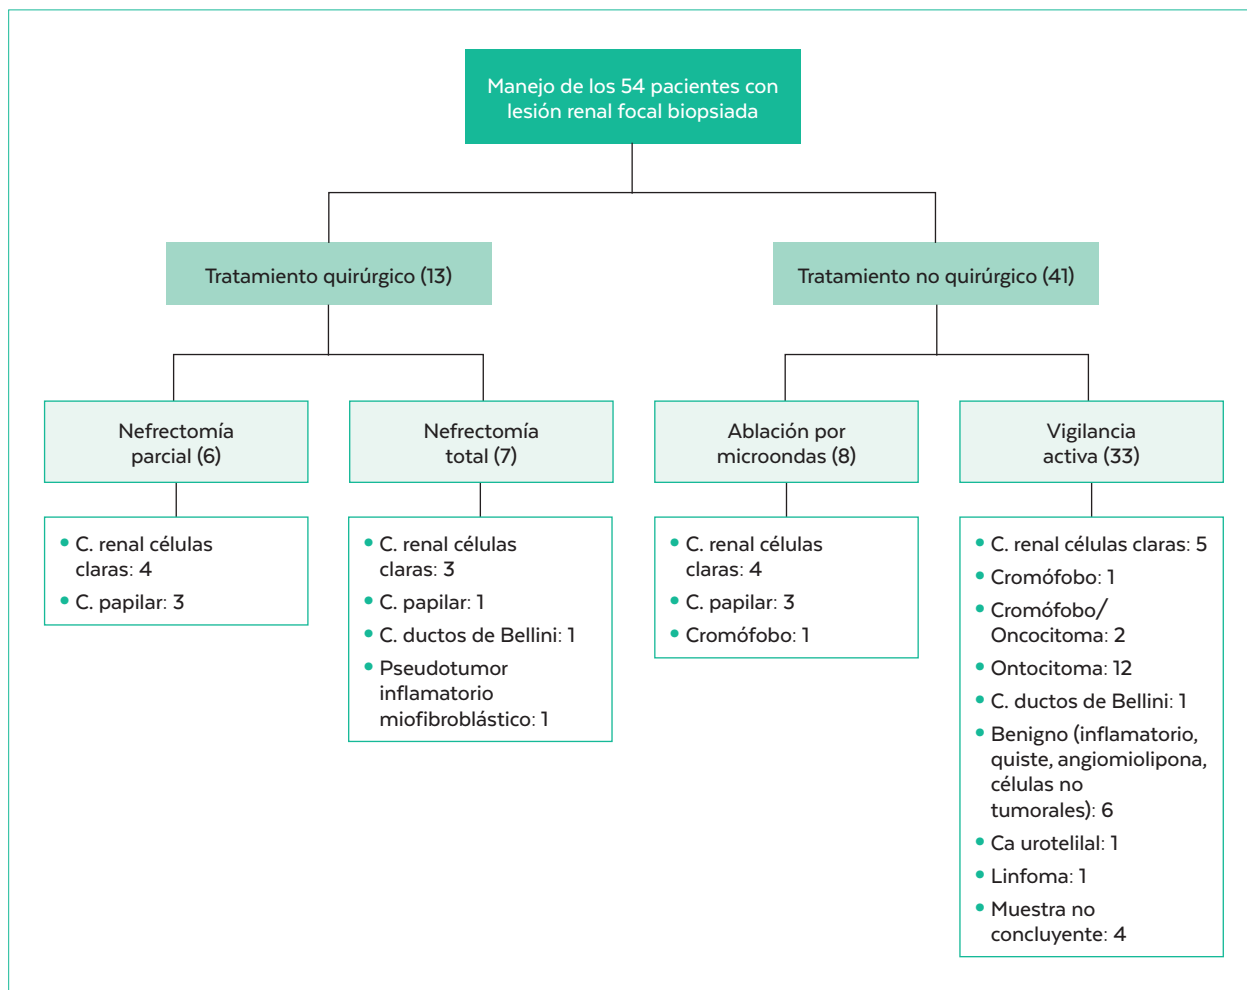 Manejo de los 54 pacientes con
lesión renal focal biopsiada
Tratamiento quirúrgico (13)
Tratamiento no quirúrgico (41)
Nefrectomía
parcial (6)
Nefrectomía
total (7)
Ablación por
microondas (8)
Vigilancia
activa (33)
• C. renal células
claras: 4
• C. papilar: 3
• C. renal células
claras: 3
• C. papilar: 1
• C. ductos de Bellini: 1
• Pseudotumor
inflamatorio
miofibroblástico: 1
• C. renal células
claras: 4
• C. papilar: 3
• Cromófobo: 1
• C. renal células claras: 5
• Cromófobo: 1
• Cromófobo/
Oncocitoma: 2
• Ontocitoma: 12
• C. ductos de Bellini: 1
• Benigno (inflamatorio,
quiste, angiomiolipona,
células no
tumorales): 6
• Ca urotelilal: 1
• Linfoma: 1
• Muestra no
concluyente: 4